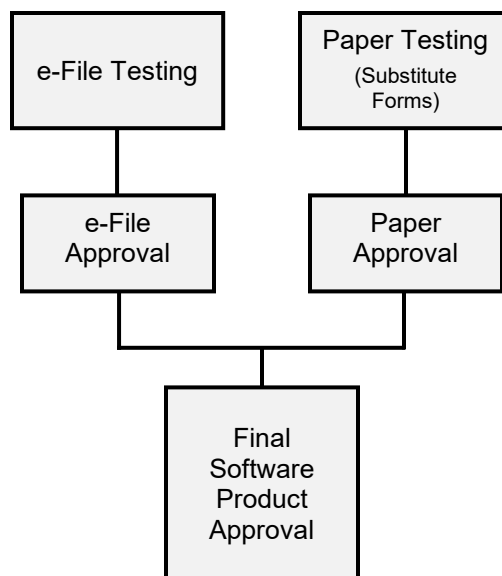 e-File Testing
Paper Testing
(Substitute
Forms)
e-File
Approval
Paper
Approval
Final
Software
Product
Approval